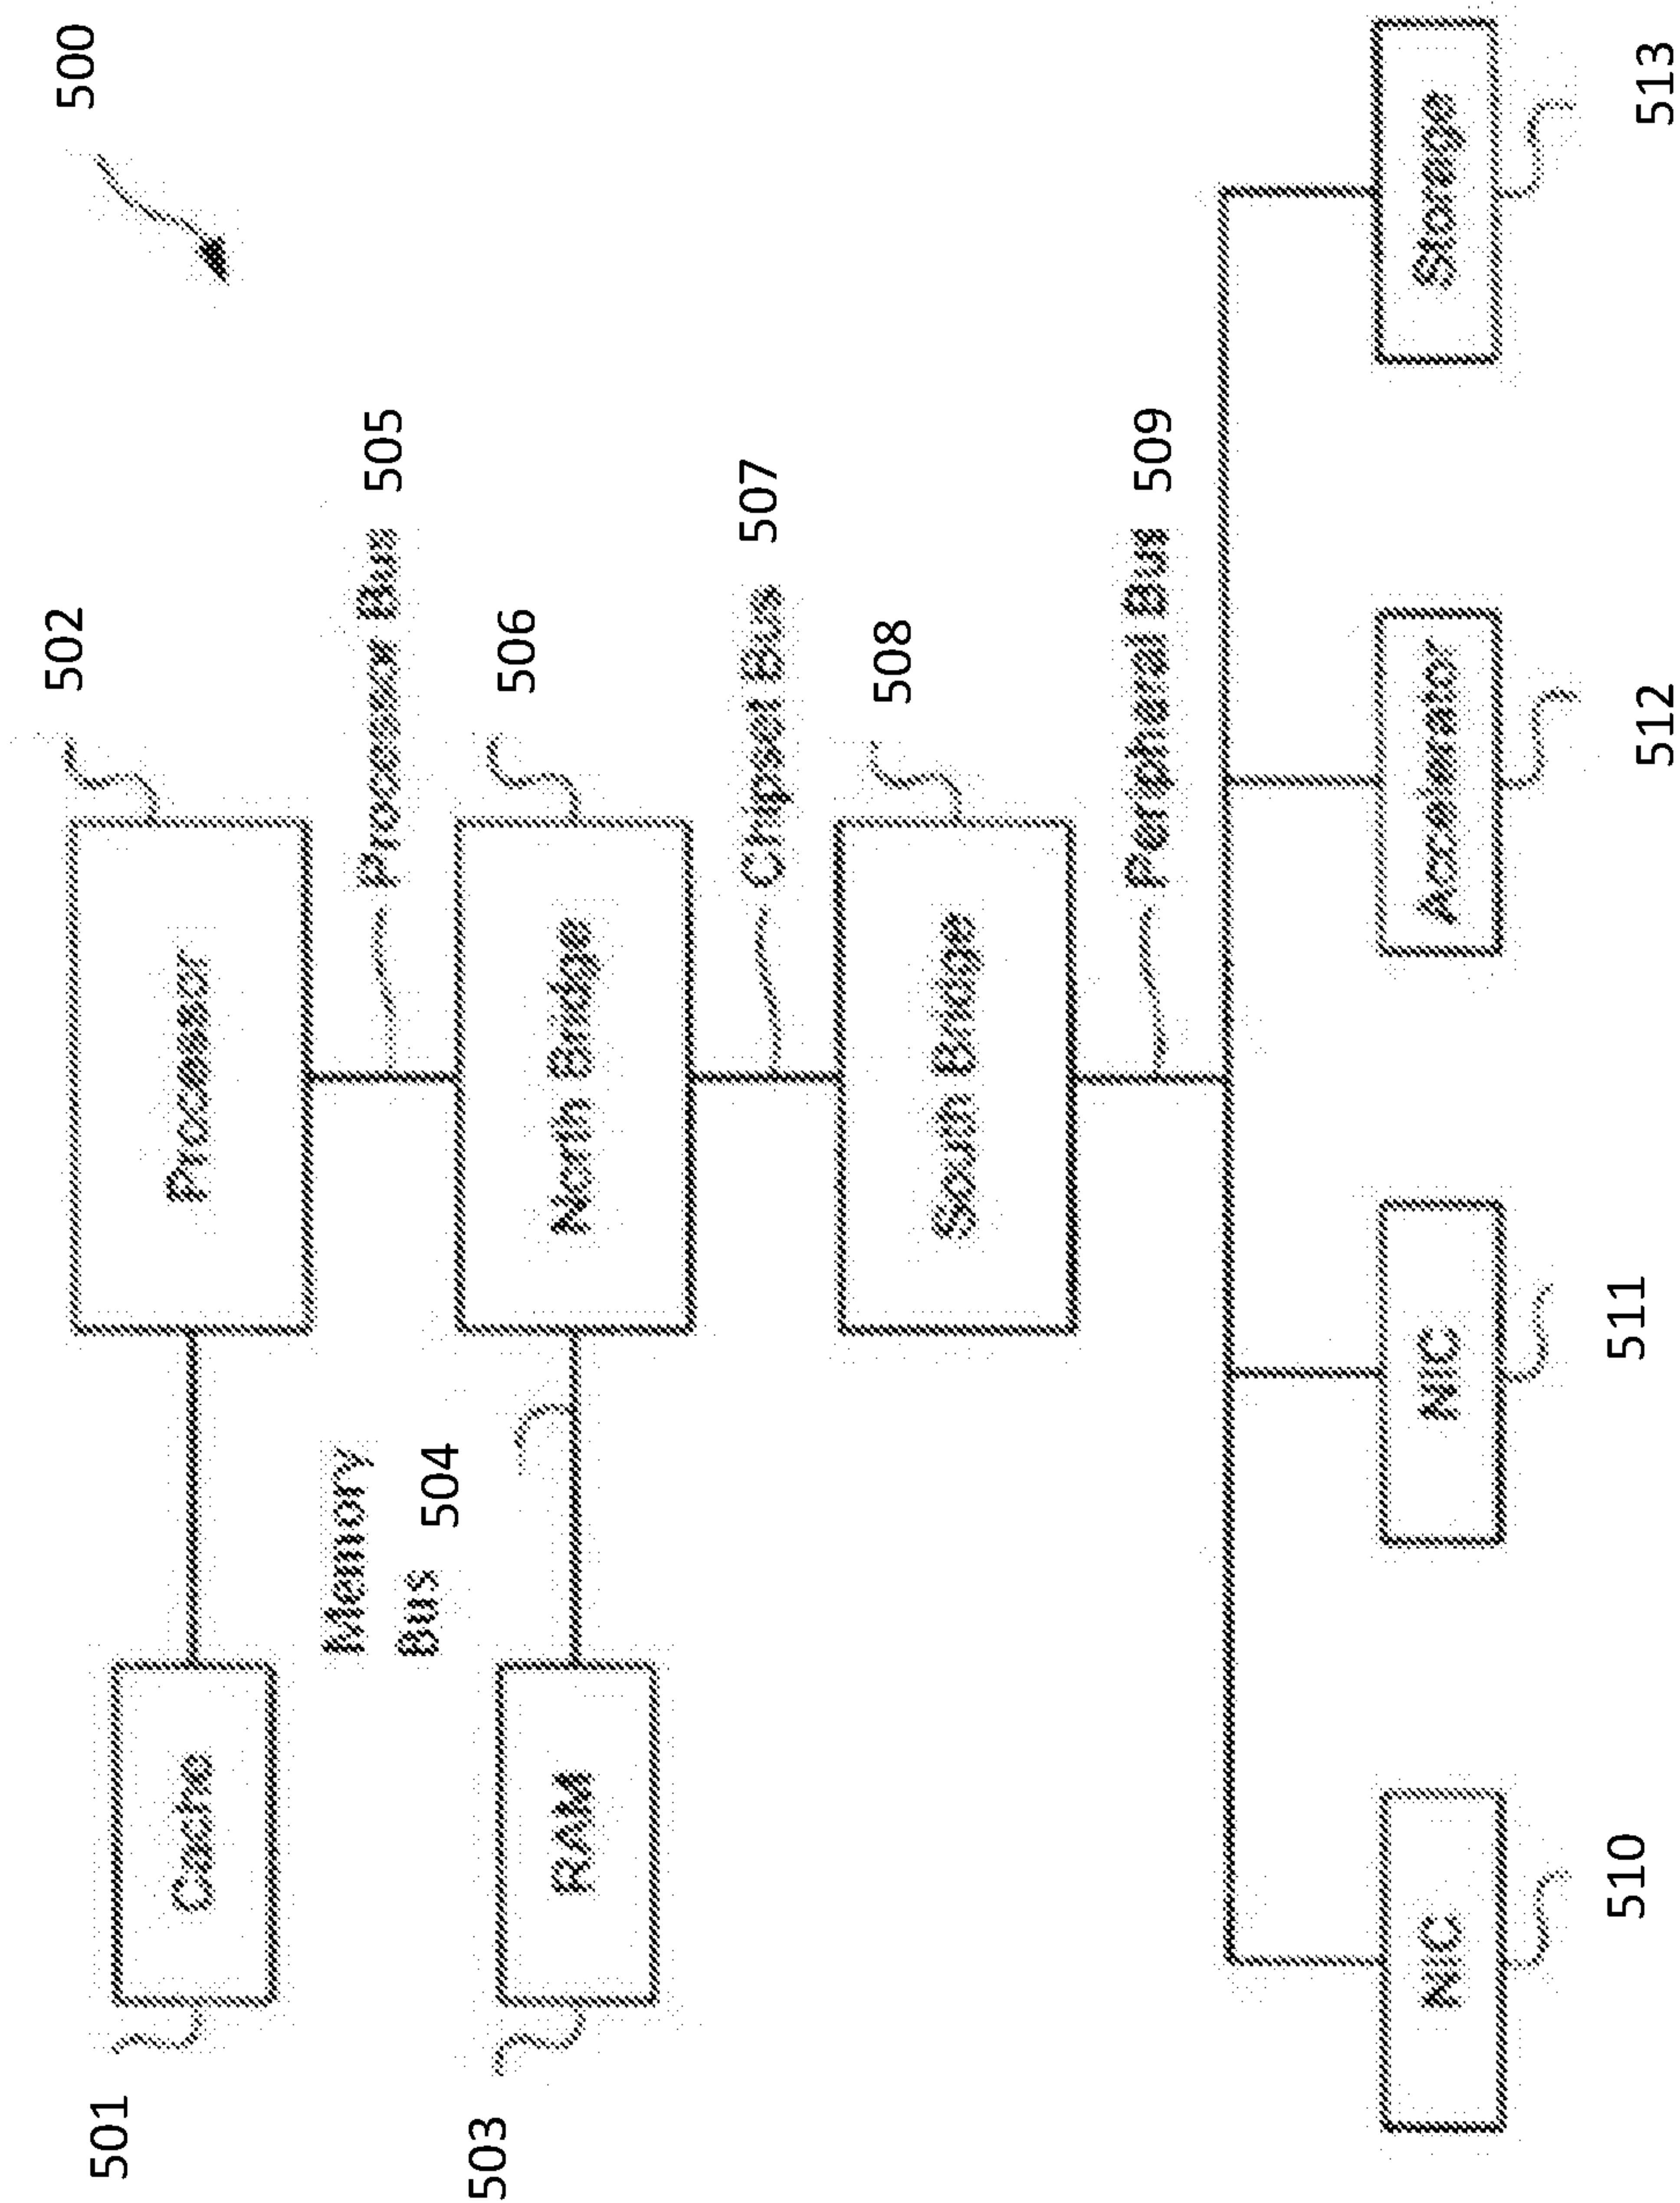 500
502
Processor
Cache
501
Processor Bus 505
Memory
Bus 504
506
North Bridge
RAM
503
Chipset Bus 507
508
South Bridge
Peripheral Bus 509
NIC
NIC
Accelerator
Storage
510
511
512
513